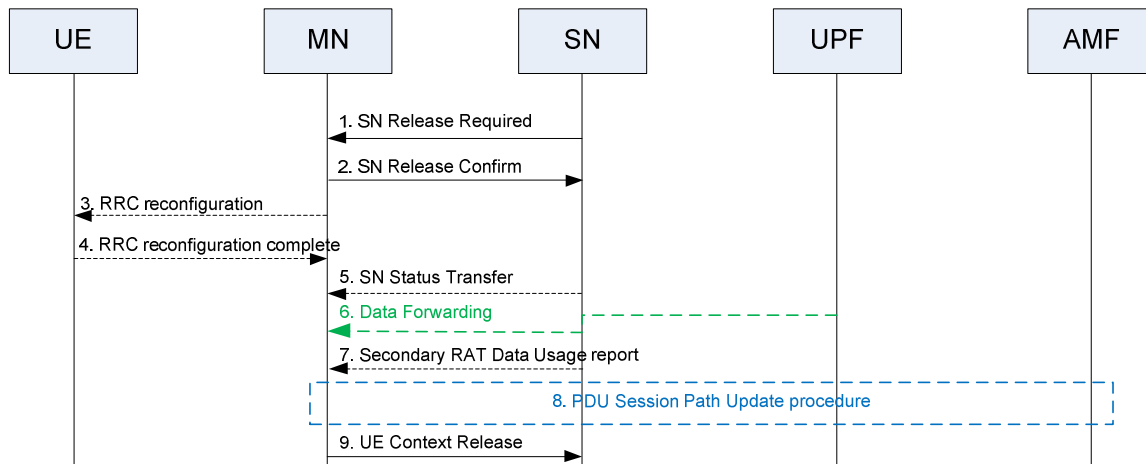 UE
MN
SN
UPF
AMF
1. SN Release Required
2. SN Release Confirm
3. RRC reconfiguration
4. RRC reconfiguration complete
5. SN Status Transfer
6. Data Forwarding
7. Secondary RAT Data Usage report
8. PDU Session Path Update procedure
9. UE Context Release